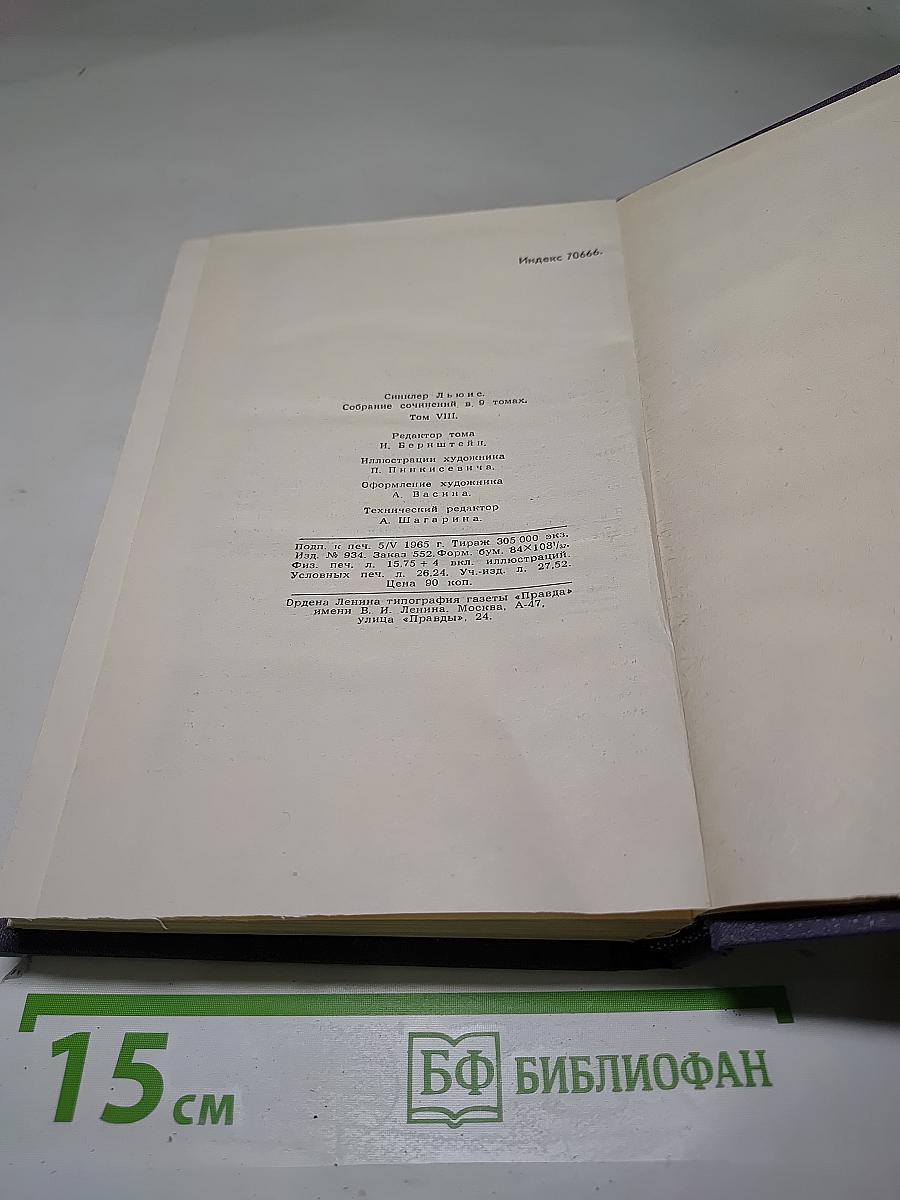 Индекс 70666.
Синклер Льюис.
Собрание сочинений в 9 томах.
Том VIII.
Редактор тома
И. Бернштейн.
Иллюстрации художника
П. Пинкисевича.
Оформление художника
А. Васина.
Технический редактор
А. Шагарина.
Подп. к печ. 5/V 1965 г. Тираж 305 000 экз.
Изд. № 934. Заказ 552. Форм. бум. 84×108¹/₃₂.
Физ. печ. л. 15,75 + 4 вкл. иллюстраций.
Условных печ. л. 26,24. Уч.-изд. л. 27,52.
Цена 90 коп.
Ордена Ленина типография газеты «Правда»
имени В. И. Ленина. Москва, А-47,
улица «Правды», 24.
15 см
БФ БИБЛИОФАН